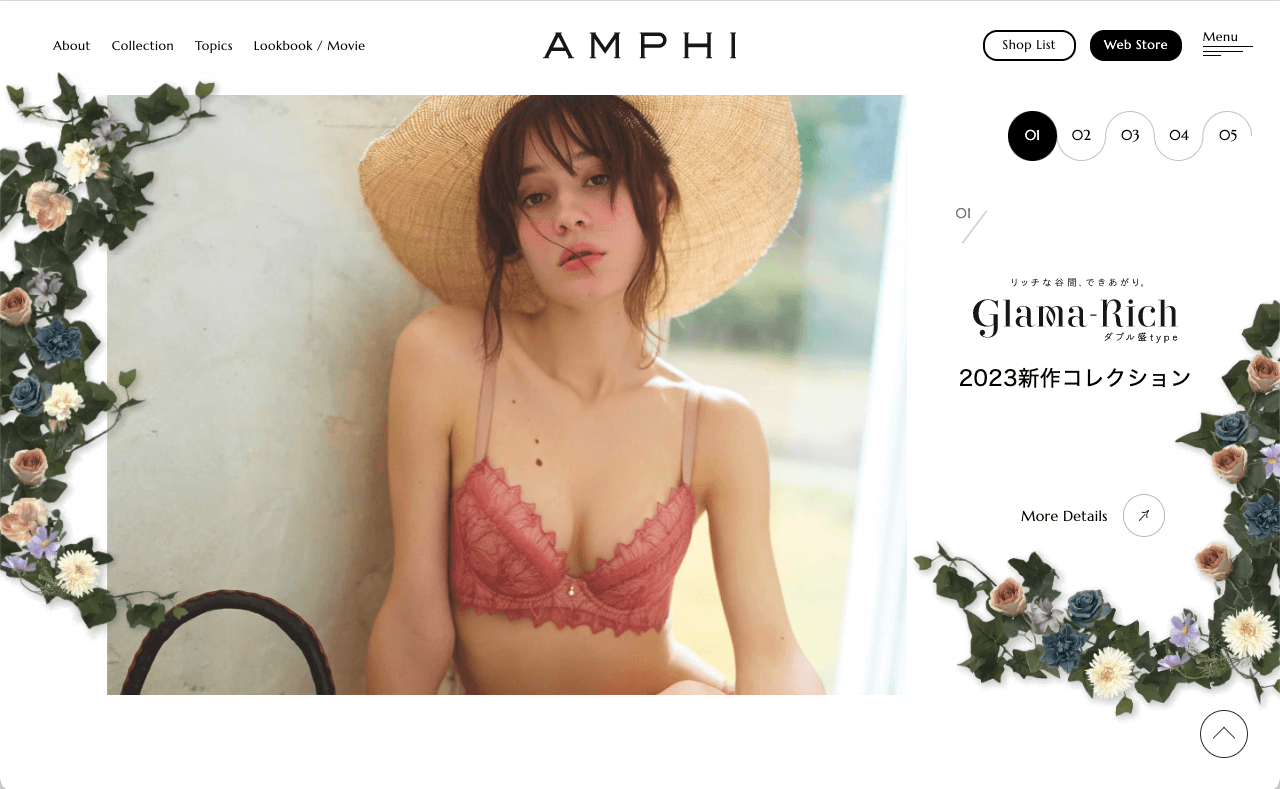 About Collection Topics Lookbook / Movie
AMPHI
Shop List Web Store Menu
01 02 03 04 05
01
リッチな谷間、できあがり。
Glama-Rich
ダブル盛type
2023新作コレクション
More Details